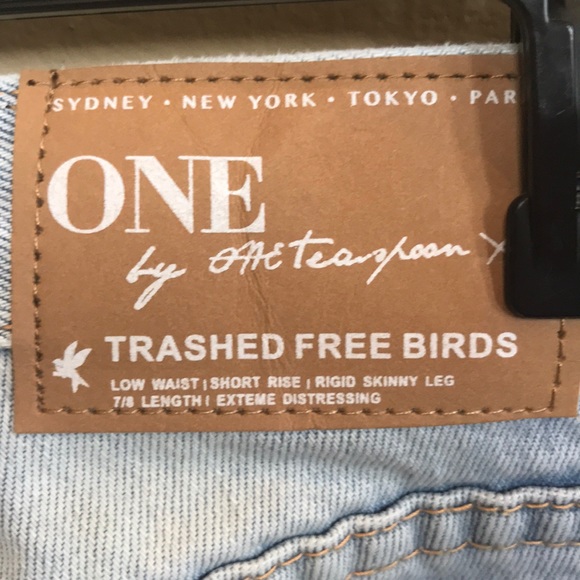 SYDNEY • NEW YORK • TOKYO • PAR
ONE
by ONEteaspoon X
TRASHED FREE BIRDS
LOW WAIST | SHORT RISE | RIGID SKINNY LEG
7/8 LENGTH | EXTEME DISTRESSING